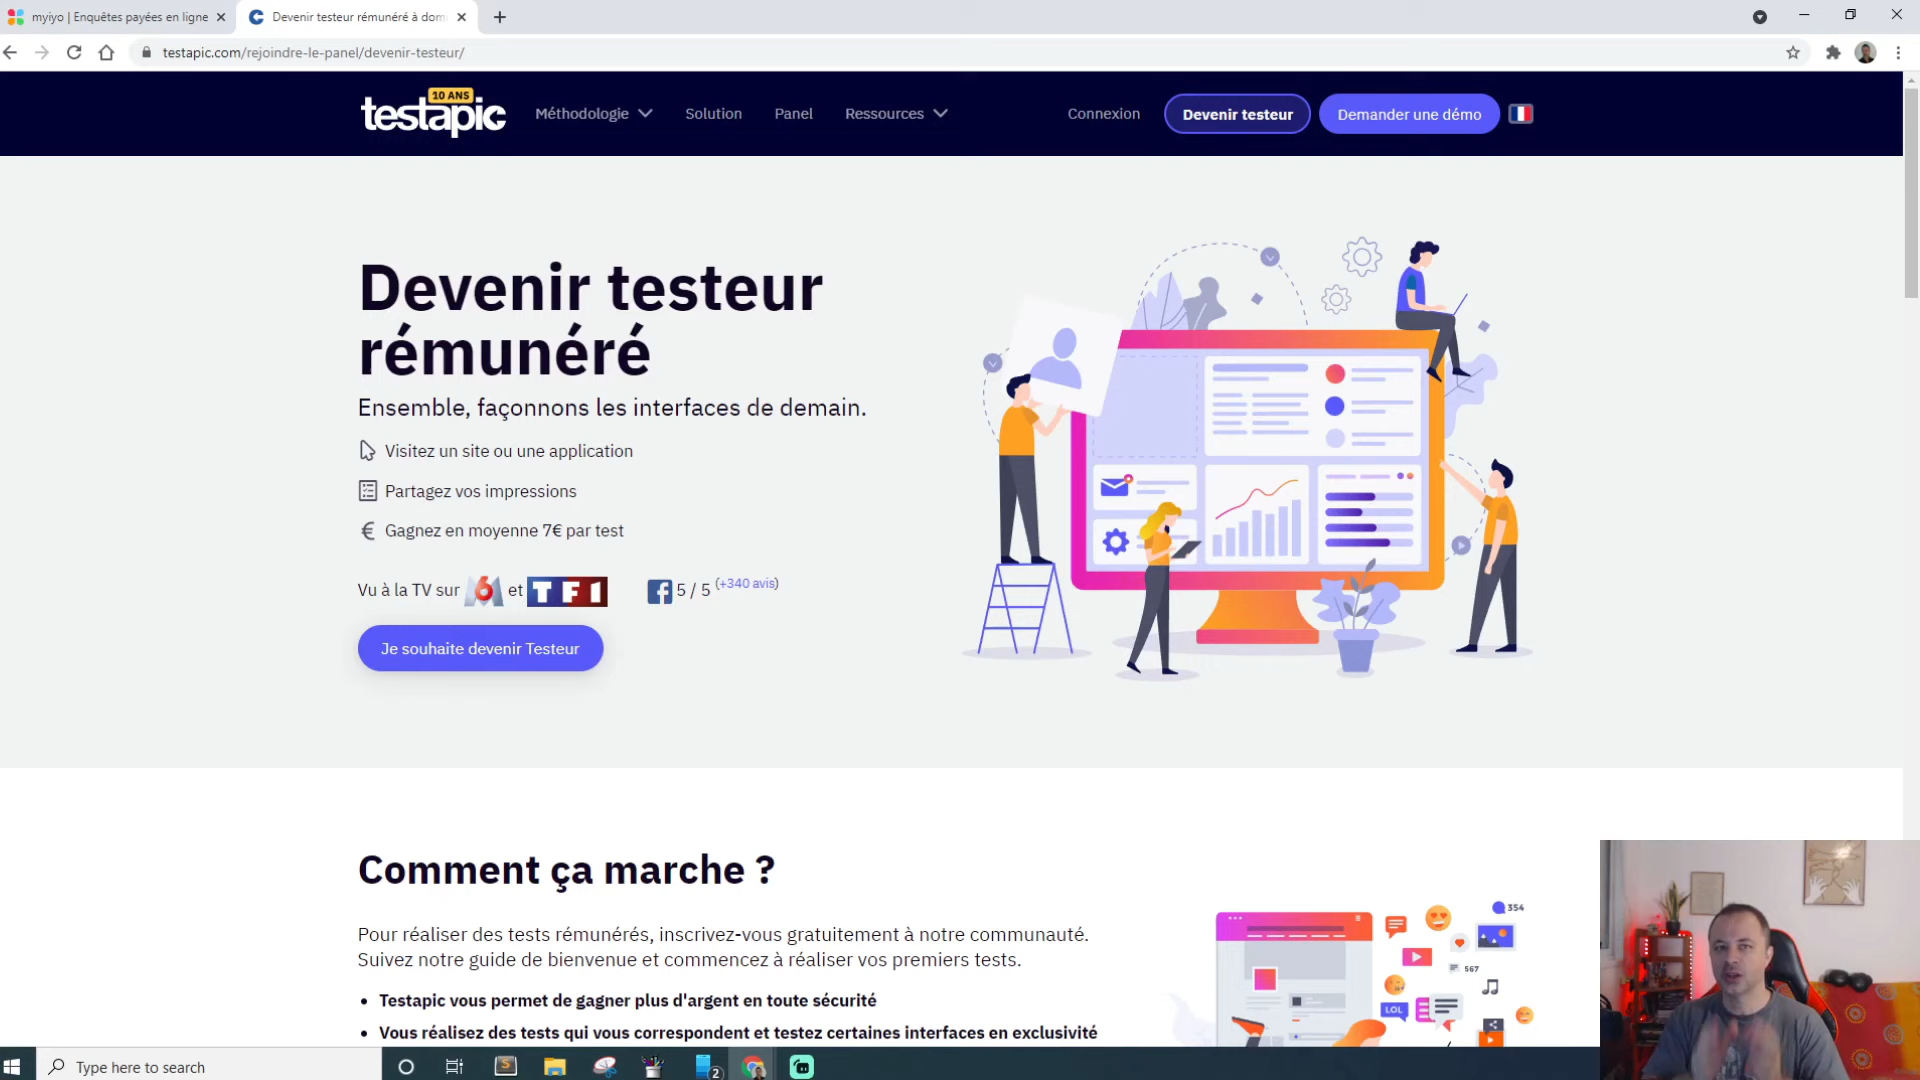 myiyo | Enquêtes payées en ligne
Devenir testeur rémunéré à dom
testapic.com/rejoindre-le-panel/devenir-testeur/
10 ANS
testapic
Méthodologie
Solution
Panel
Ressources
Connexion
Devenir testeur
Demander une démo
Devenir testeur
rémunéré
Ensemble, façonnons les interfaces de demain.
Visitez un site ou une application
Partagez vos impressions
€ Gagnez en moyenne 7€ par test
Vu à la TV sur 6 et TF1
5 / 5 (+340 avis)
Je souhaite devenir Testeur
Comment ça marche ?
Pour réaliser des tests rémunérés, inscrivez-vous gratuitement à notre communauté.
Suivez notre guide de bienvenue et commencez à réaliser vos premiers tests.
• Testapic vous permet de gagner plus d'argent en toute sécurité
• Vous réalisez des tests qui vous correspondent et testez certaines interfaces en exclusivité
354
567
LOL
Type here to search
2